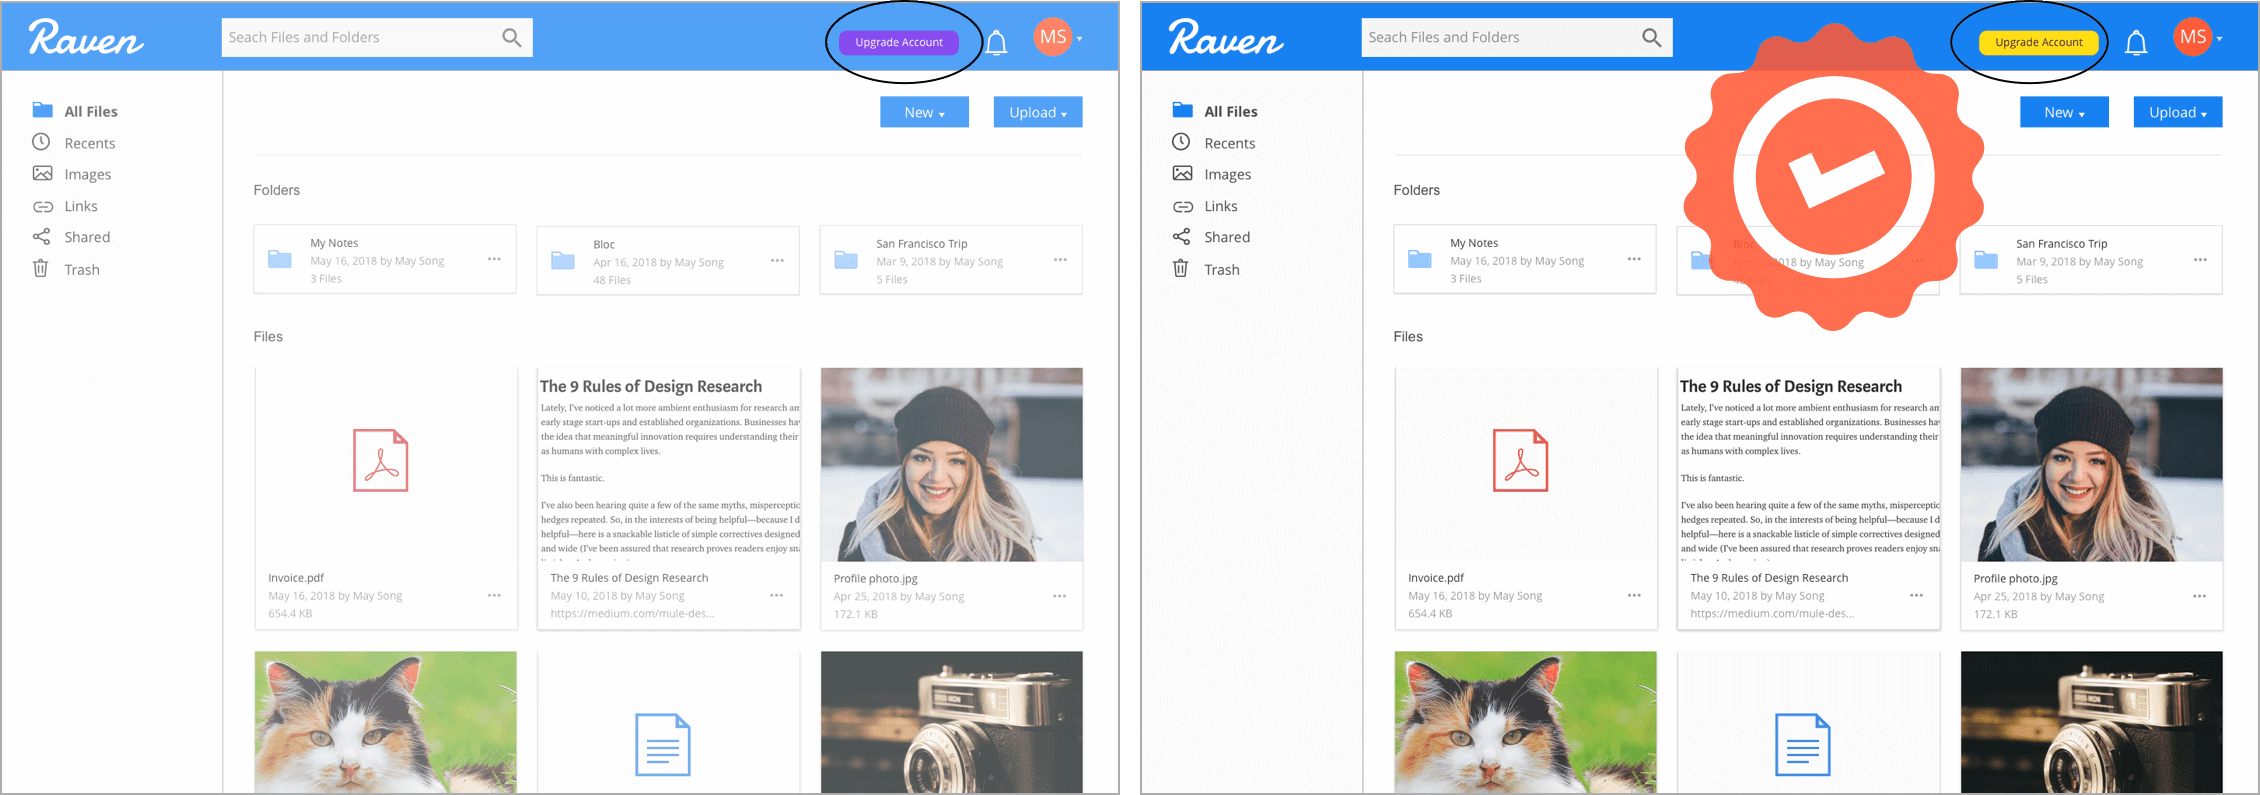 Raven
Seach Files and Folders
Upgrade Account
MS
All Files
Recents
Images
Links
Shared
Trash
New
Upload
Folders
My Notes
May 16, 2018 by May Song
3 Files
Bloc
Apr 16, 2018 by May Song
48 Files
San Francisco Trip
Mar 9, 2018 by May Song
5 Files
Files
Invoice.pdf
May 16, 2018 by May Song
654.4 KB
The 9 Rules of Design Research
Lately, I've noticed a lot more ambient enthusiasm for research am
early stage start-ups and established organizations. Businesses hav
the idea that meaningful innovation requires understanding their
as humans with complex lives.
This is fantastic.
I've also been hearing quite a few of the same myths, misperceptic
hedges repeated. So, in the interests of being helpful—because I d
helpful—here is a snackable listicle of simple correctives designed
and wide (I've been assured that research proves readers enjoy sna
The 9 Rules of Design Research
May 10, 2018 by May Song
https://medium.com/mule-des...
Profile photo.jpg
Apr 25, 2018 by May Song
172.1 KB
Raven
Seach Files and Folders
Upgrade Account
MS
All Files
Recents
Images
Links
Shared
Trash
New
Upload
Folders
My Notes
May 16, 2018 by May Song
3 Files
Bloc
2018 by May Song
San Francisco Trip
Mar 9, 2018 by May Song
5 Files
Files
Invoice.pdf
May 16, 2018 by May Song
654.4 KB
The 9 Rules of Design Research
Lately, I've noticed a lot more ambient enthusiasm for research am
early stage start-ups and established organizations. Businesses hav
the idea that meaningful innovation requires understanding their
as humans with complex lives.
This is fantastic.
I've also been hearing quite a few of the same myths, misperceptic
hedges repeated. So, in the interests of being helpful—because I d
helpful—here is a snackable listicle of simple correctives designed
and wide (I've been assured that research proves readers enjoy sna
The 9 Rules of Design Research
May 10, 2018 by May Song
https://medium.com/mule-des...
Profile photo.jpg
Apr 25, 2018 by May Song
172.1 KB